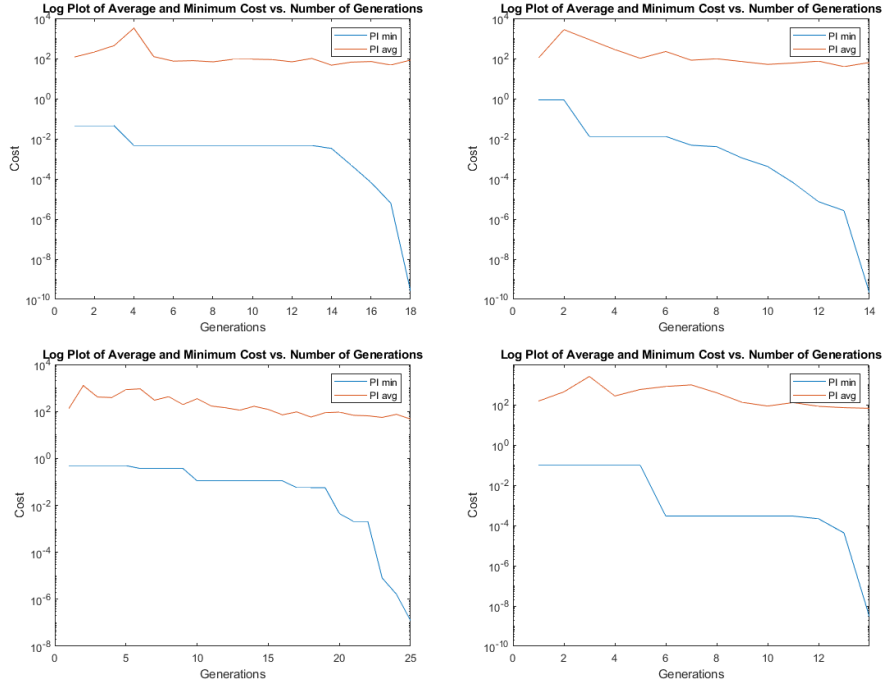 Log Plot of Average and Minimum Cost vs. Number of Generations
PI min
PI avg
10^4
10^2
10^0
10^-2
10^-4
10^-6
10^-8
10^-10
Cost
0 2 4 6 8 10 12 14 16 18
Generations
Log Plot of Average and Minimum Cost vs. Number of Generations
PI min
PI avg
10^4
10^2
10^0
10^-2
10^-4
10^-6
10^-8
10^-10
Cost
0 2 4 6 8 10 12 14
Generations
Log Plot of Average and Minimum Cost vs. Number of Generations
PI min
PI avg
10^4
10^2
10^0
10^-2
10^-4
10^-6
10^-8
Cost
0 5 10 15 20 25
Generations
Log Plot of Average and Minimum Cost vs. Number of Generations
PI min
PI avg
10^4
10^2
10^0
10^-2
10^-4
10^-6
10^-8
10^-10
Cost
0 2 4 6 8 10 12
Generations